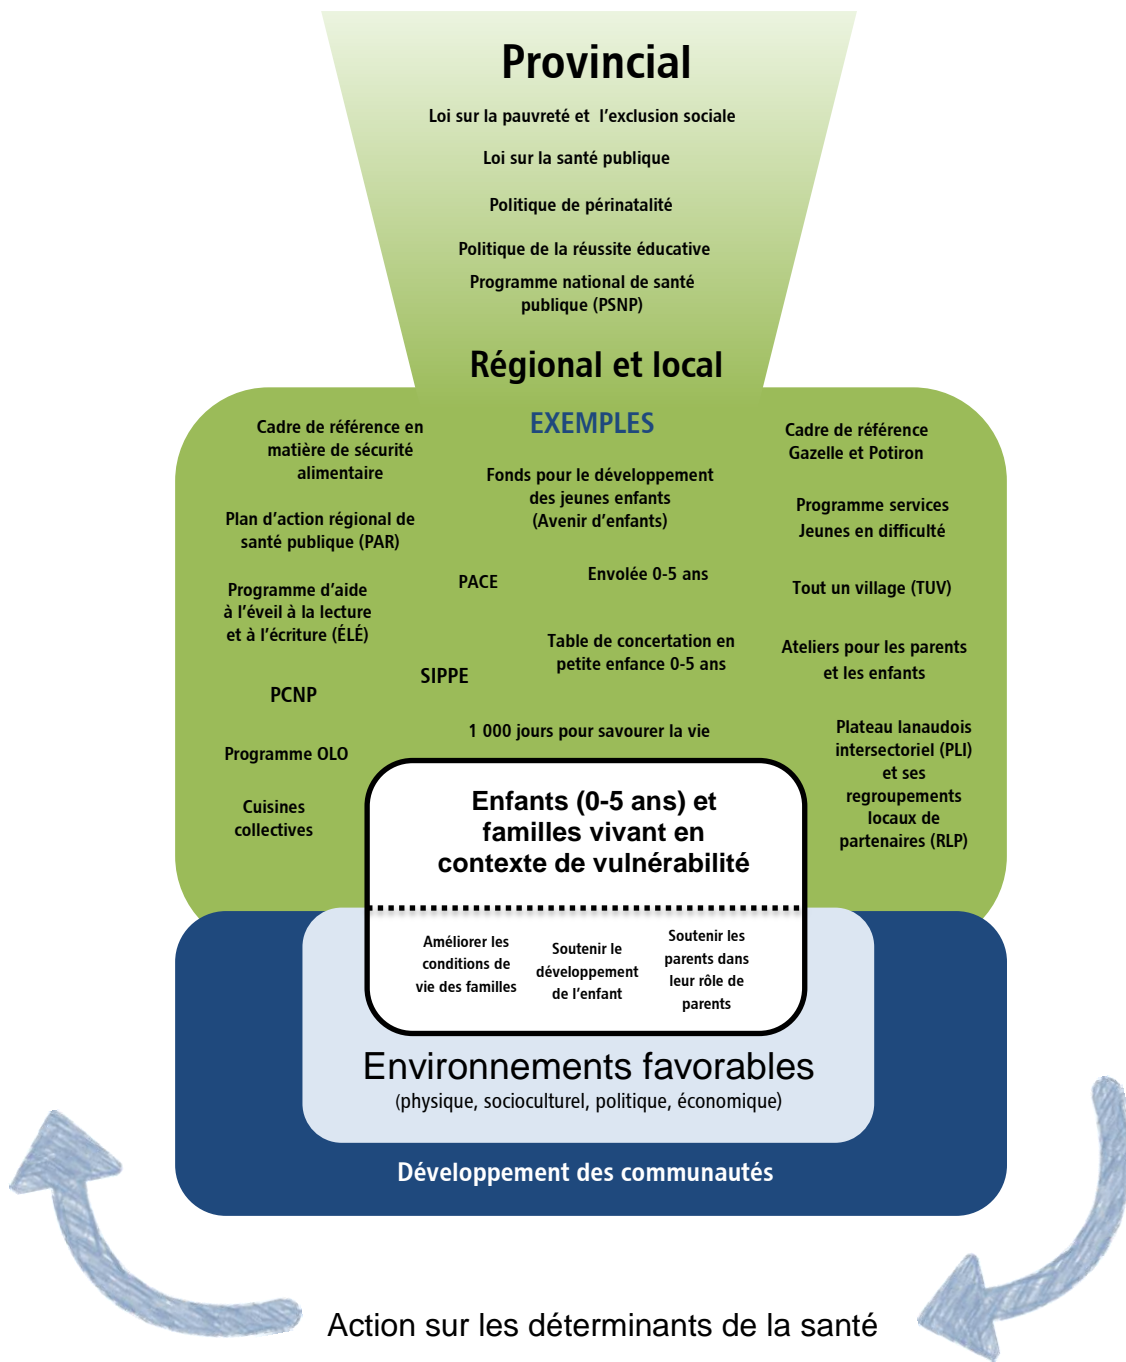 Provincial
Loi sur la pauvreté et l'exclusion sociale
Loi sur la santé publique
Politique de périnatalité
Politique de la réussite éducative
Programme national de santé
publique (PSNP)
Régional et local
EXEMPLES
Cadre de référence en
matière de sécurité
alimentaire
Plan d'action régional de
santé publique (PAR)
Programme d'aide
à l'éveil à la lecture
et à l'écriture (ÉLÉ)
PCNP
Programme OLO
Cuisines
collectives
Fonds pour le développement
des jeunes enfants
(Avenir d'enfants)
PACE
Envolée 0-5 ans
Table de concertation en
petite enfance 0-5 ans
SIPPE
1 000 jours pour savourer la vie
Cadre de référence
Gazelle et Potiron
Programme services
Jeunes en difficulté
Tout un village (TUV)
Ateliers pour les parents
et les enfants
Plateau lanaudois
intersectoriel (PLI)
et ses
regroupements
locaux de
partenaires (RLP)
Enfants (0-5 ans) et
familles vivant en
contexte de vulnérabilité
Améliorer les
conditions de
vie des familles
Soutenir le
développement
de l'enfant
Soutenir les
parents dans
leur rôle de
parents
Environnements favorables
(physique, socioculturel, politique, économique)
Développement des communautés
Action sur les déterminants de la santé